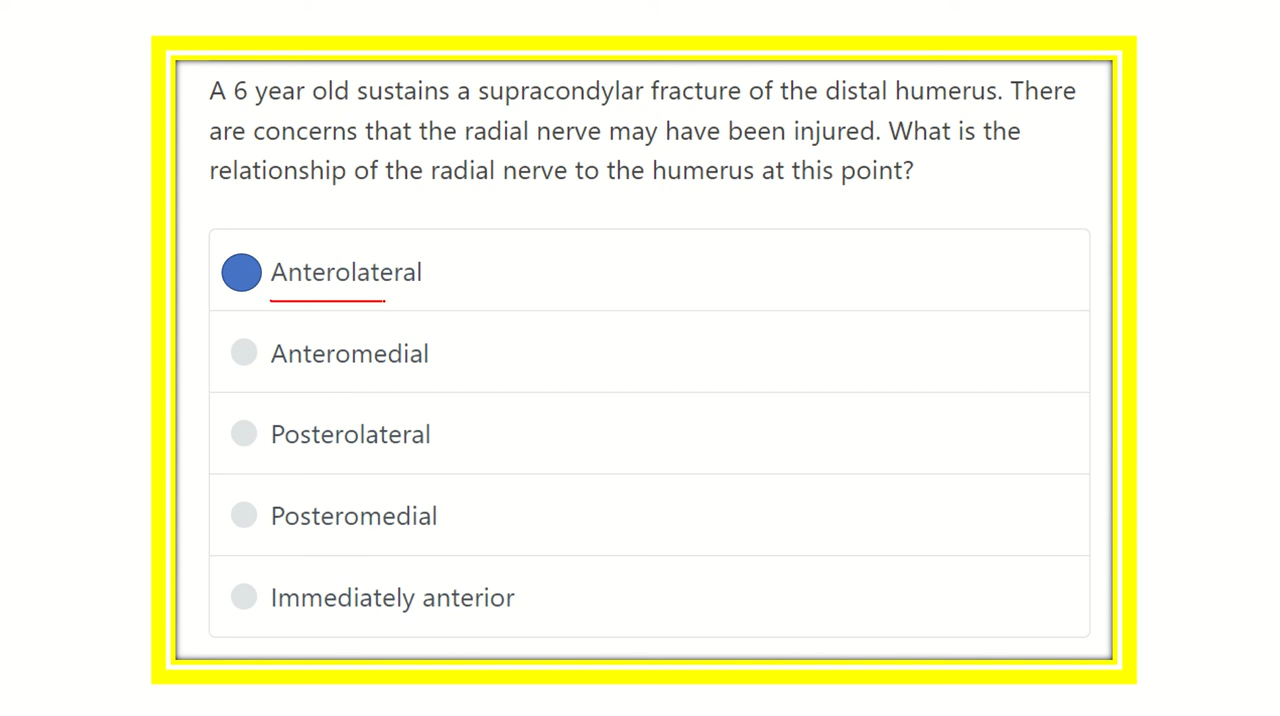 A 6 year old sustains a supracondylar fracture of the distal humerus. There
are concerns that the radial nerve may have been injured. What is the
relationship of the radial nerve to the humerus at this point?
Anterolateral
Anteromedial
Posterolateral
Posteromedial
Immediately anterior